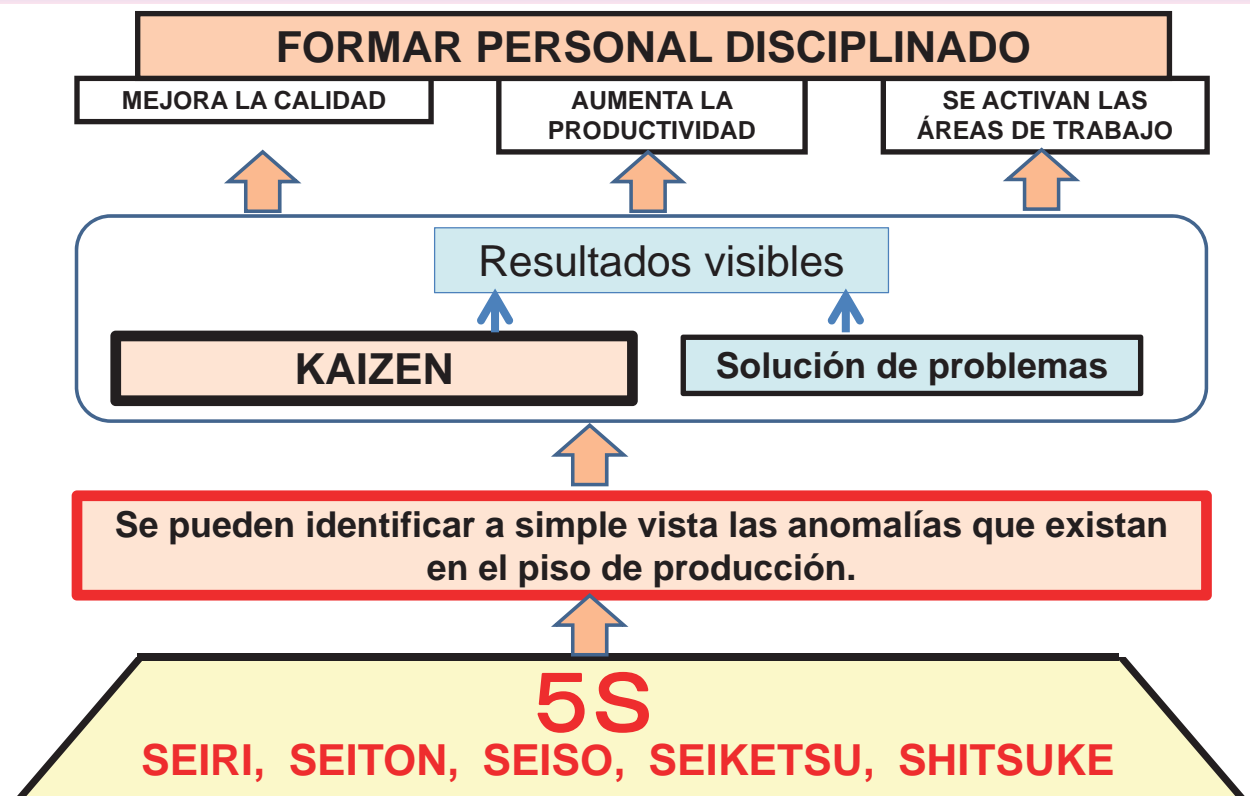 FORMAR PERSONAL DISCIPLINADO
MEJORA LA CALIDAD
AUMENTA LA
PRODUCTIVIDAD
SE ACTIVAN LAS
ÁREAS DE TRABAJO
Resultados visibles
KAIZEN
Solución de problemas
Se pueden identificar a simple vista las anomalías que existan
en el piso de producción.
5S
SEIRI, SEITON, SEISO, SEIKETSU, SHITSUKE